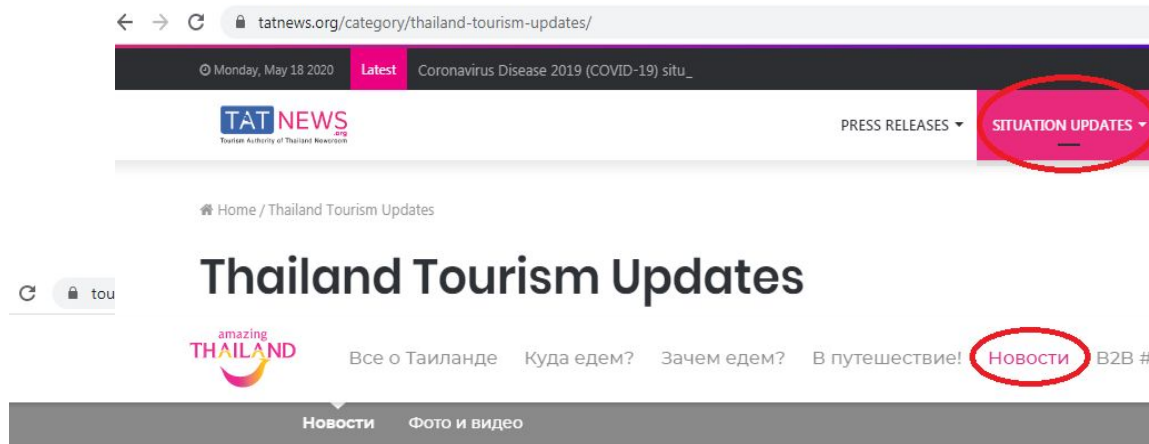 tatnews.org/category/thailand-tourism-updates/
Monday, May 18 2020 Latest Coronavirus Disease 2019 (COVID-19) situ_
TAT NEWS .org
Tourism Authority of Thailand Newsroom
PRESS RELEASES SITUATION UPDATES
Home / Thailand Tourism Updates
Thailand Tourism Updates
tou
amazing
THAILAND
Все о Таиланде Куда едем? Зачем едем? В путешествие! Новости B2B #
Новости Фото и видео